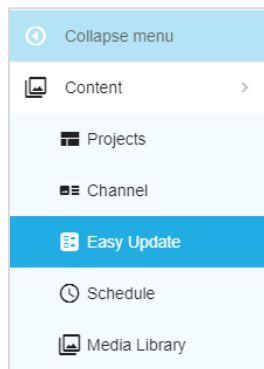 Collapse menu
Content
Projects
Channel
Easy Update
Schedule
Media Library